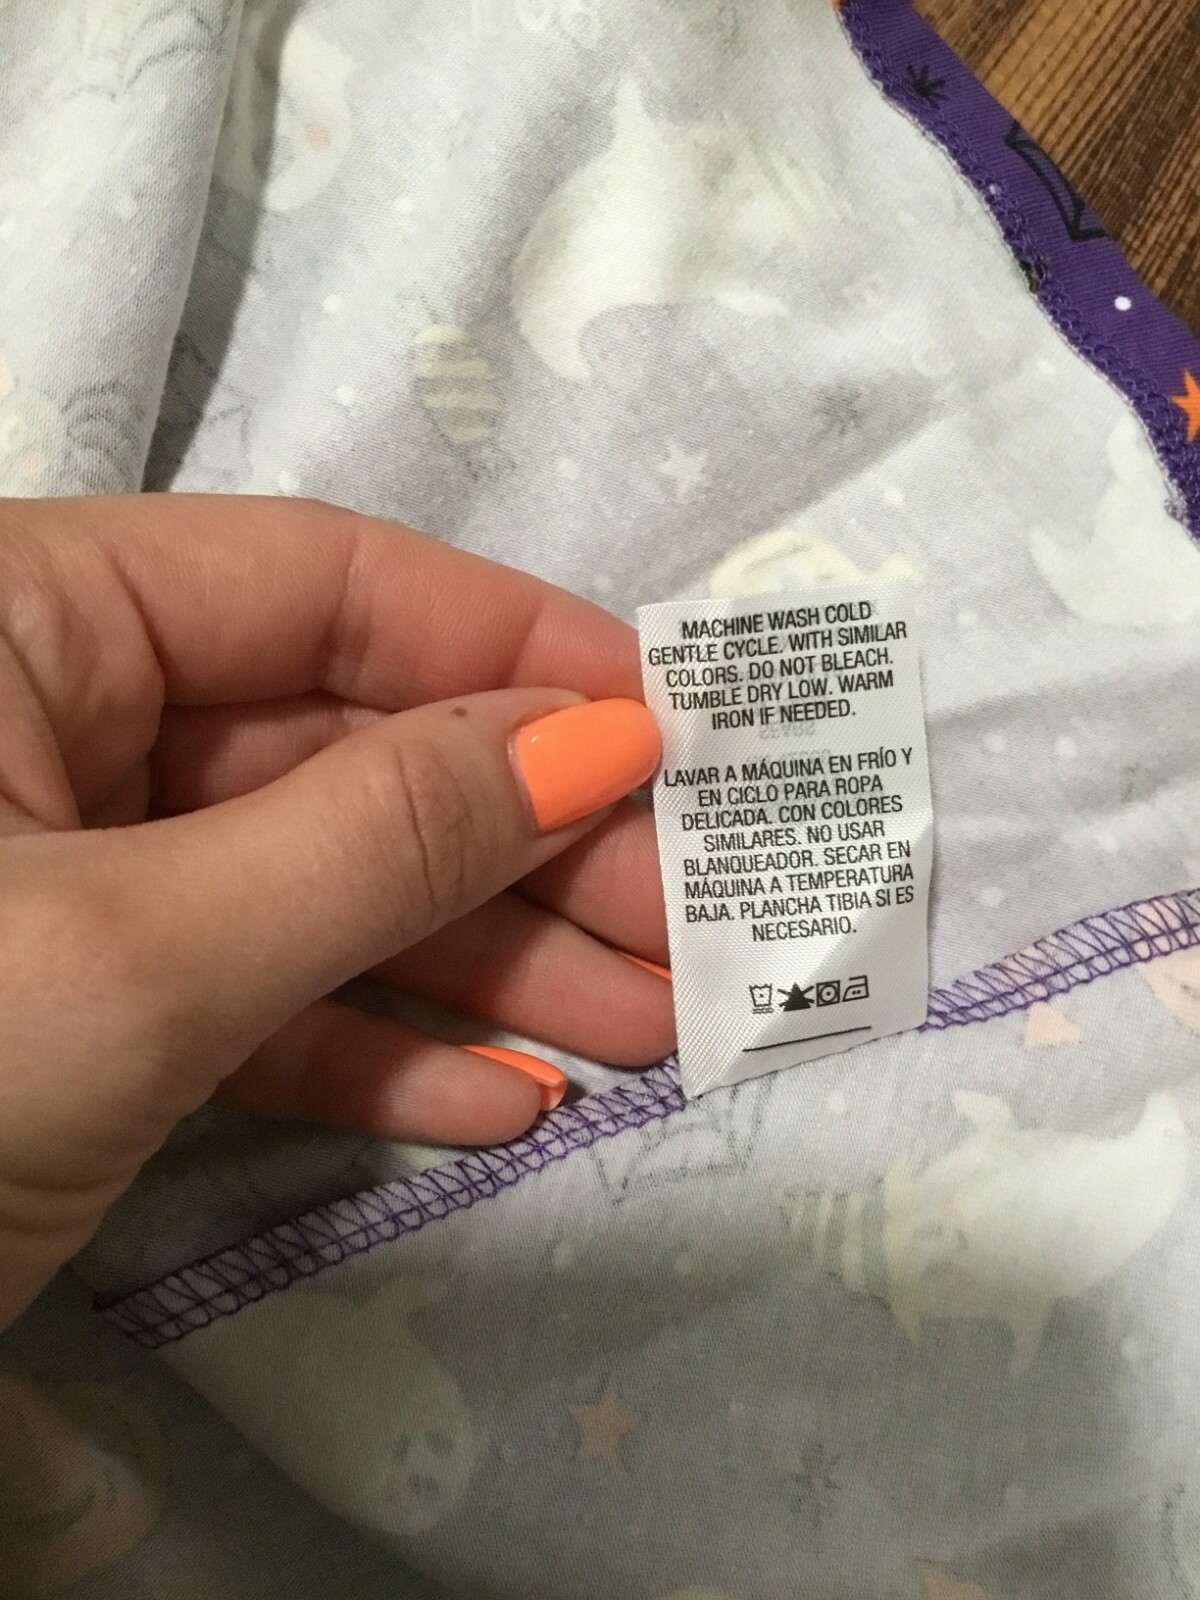 MACHINE WASH COLD
GENTLE CYCLE. WITH SIMILAR
COLORS. DO NOT BLEACH.
TUMBLE DRY LOW. WARM
IRON IF NEEDED.
LAVAR A MÁQUINA EN FRÍO Y
EN CICLO PARA ROPA
DELICADA. CON COLORES
SIMILARES. NO USAR
BLANQUEADOR. SECAR EN
MÁQUINA A TEMPERATURA
BAJA. PLANCHA TIBIA SI ES
NECESARIO.